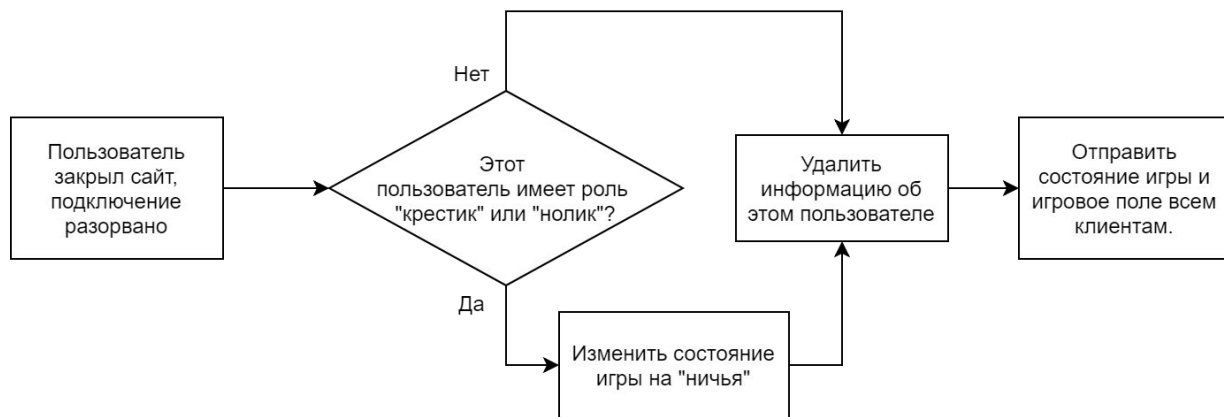 Пользователь
закрыл сайт,
подключение
разорвано
Нет
Этот
пользователь имеет роль
"крестик" или "нолик"?
Да
Изменить состояние
игры на "ничья"
Удалить
информацию об
этом пользователе
Отправить
состояние игры и
игровое поле всем
клиентам.